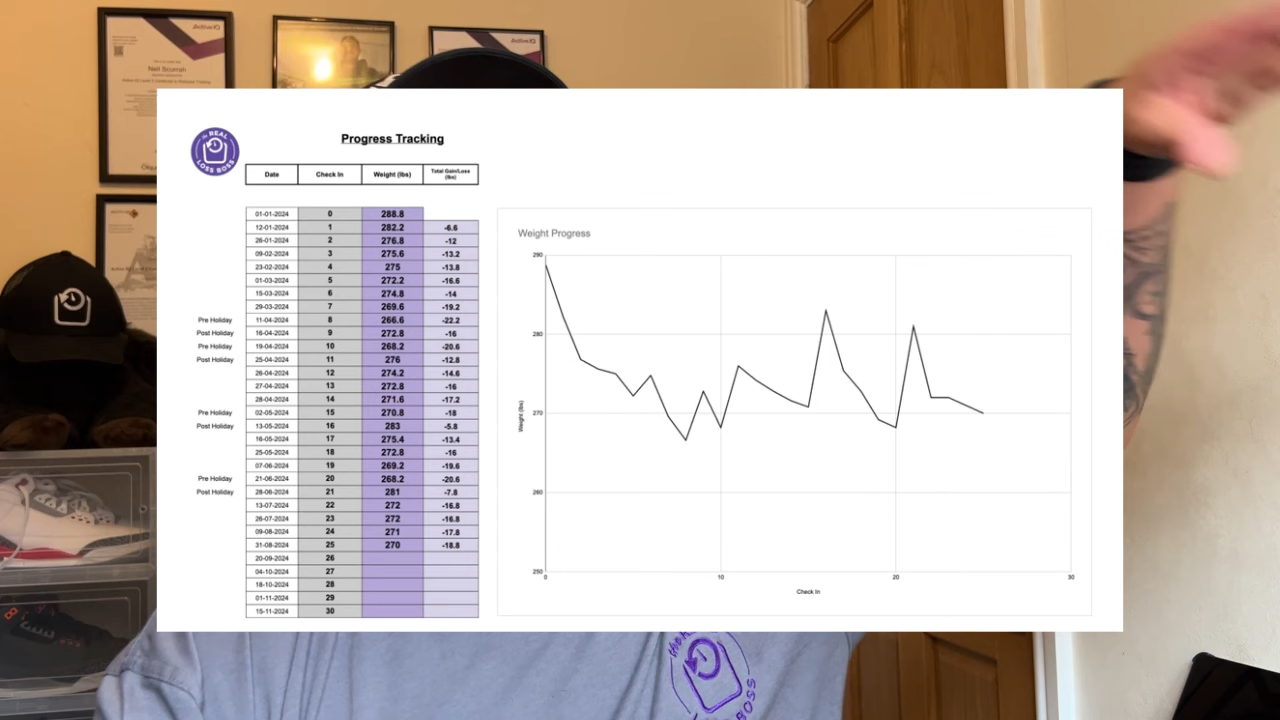 ActiveIQ
Neil Scurrah
ActiveIQ
the REAL
LOSS BOSS
Progress Tracking
Date Check In Weight (lbs) Total Gain/Loss (lbs)
01-01-2024 0 288.8
12-01-2024 1 282.2 -6.6
26-01-2024 2 276.8 -12
09-02-2024 3 275.6 -13.2
23-02-2024 4 275 -13.8
01-03-2024 5 272.2 -16.6
15-03-2024 6 274.8 -14
29-03-2024 7 269.6 -19.2
Pre Holiday 11-04-2024 8 266.6 -22.2
Post Holiday 16-04-2024 9 272.8 -16
Pre Holiday 19-04-2024 10 268.2 -20.6
Post Holiday 25-04-2024 11 276 -12.8
26-04-2024 12 274.2 -14.6
27-04-2024 13 272.8 -16
28-04-2024 14 271.6 -17.2
Pre Holiday 02-05-2024 15 270.8 -18
Post Holiday 13-05-2024 16 283 -5.8
16-05-2024 17 275.4 -13.4
25-05-2024 18 272.8 -16
07-06-2024 19 269.2 -19.6
Pre Holiday 21-06-2024 20 268.2 -20.6
Post Holiday 28-06-2024 21 281 -7.8
13-07-2024 22 272 -16.8
26-07-2024 23 272 -16.8
09-08-2024 24 271 -17.8
31-08-2024 25 270 -18.8
20-09-2024 26
04-10-2024 27
18-10-2024 28
01-11-2024 29
15-11-2024 30
Weight Progress
290
280
270
260
250
Weight (lbs)
0 10 20 30
Check In
the
BOSS